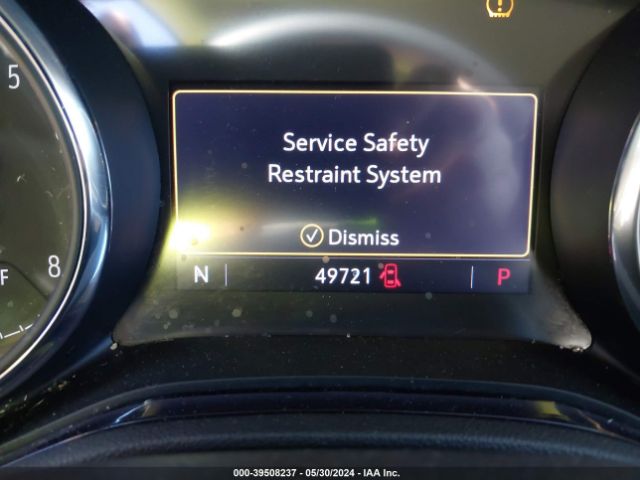 5
Service Safety
Restraint System
Dismiss
8
F
N
49721
P
000-39508237 - 05/30/2024 - IAA Inc.